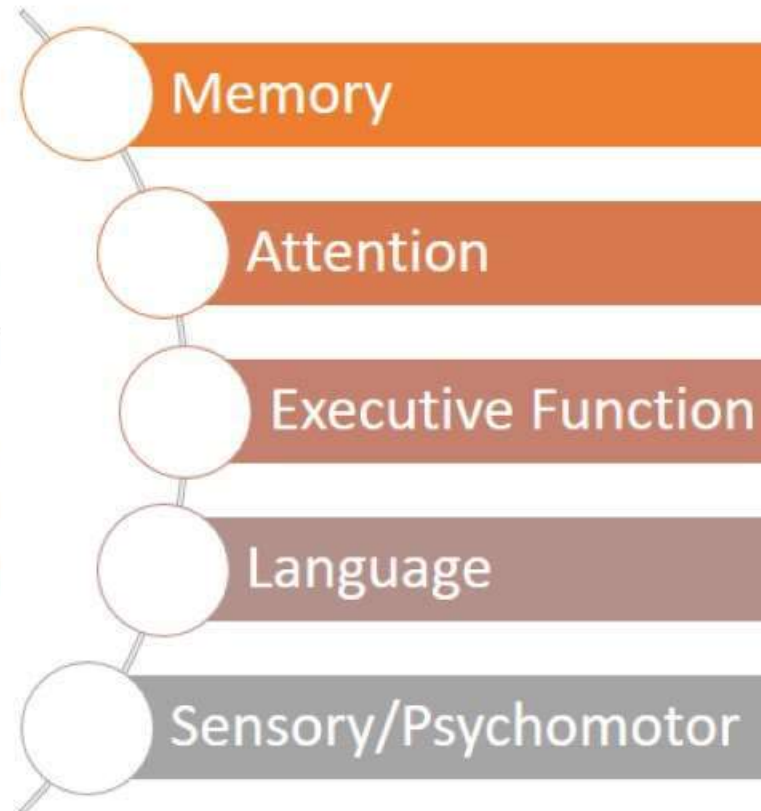 Memory
Attention
Executive Function
Language
Sensory/Psychomotor